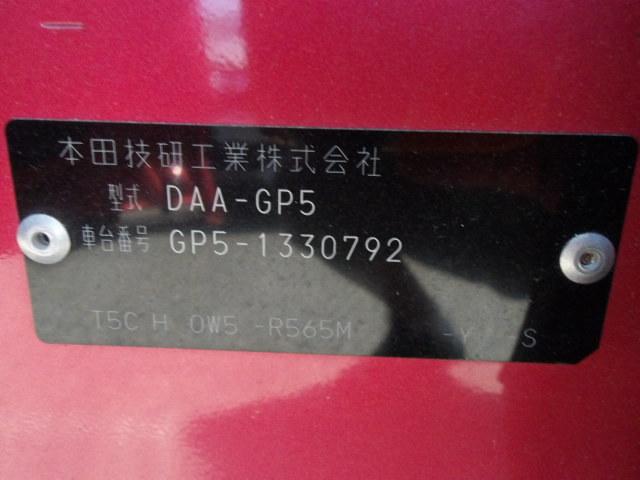 本田技研工業株式会社
型式 DAA-GP5
車台番号 GP5-1330792
T5C H 0W5 -R565M -Y S